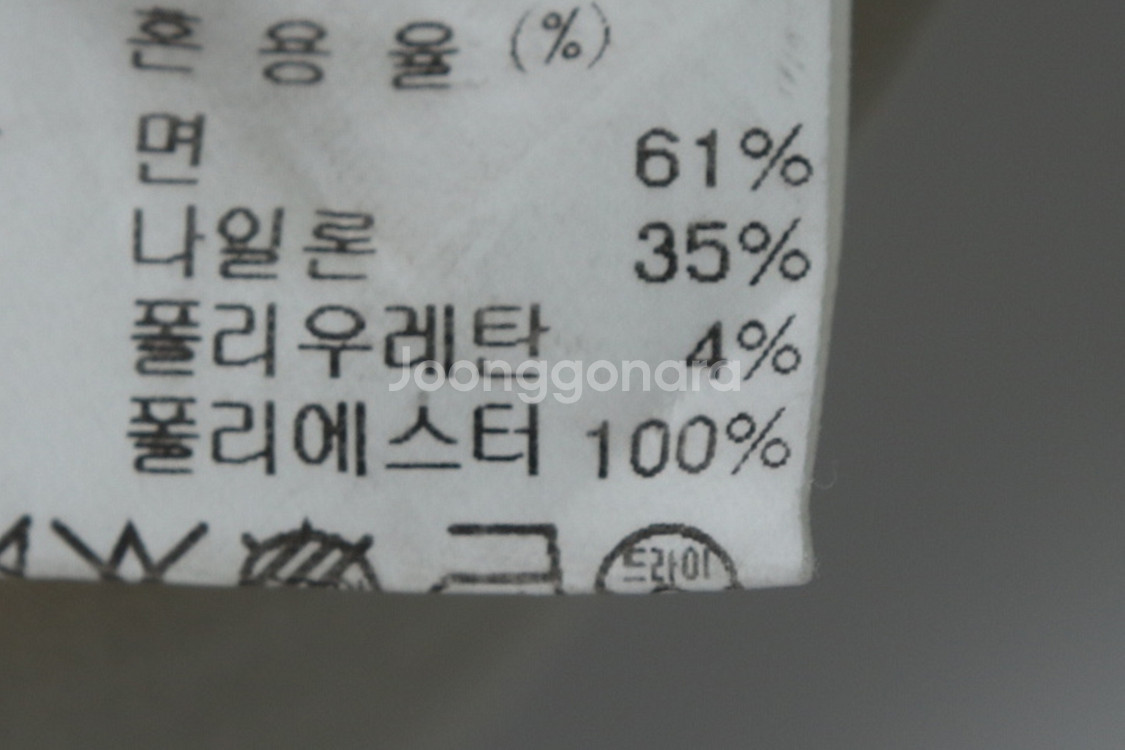 혼 용 율 (%)
면 61%
나일론 35%
폴리우레탄 4%
폴리에스터 100%
드라이
Joonggonara